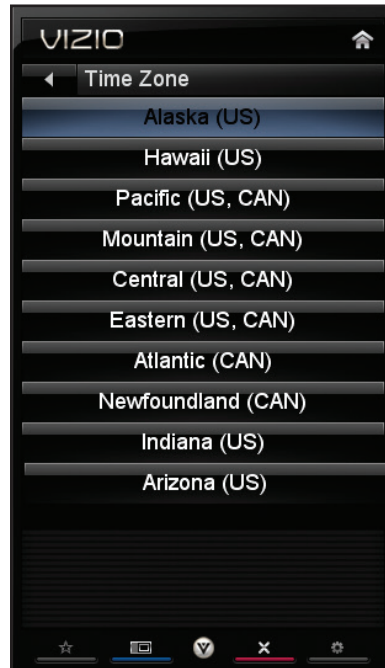 VIZIO
Time Zone
Alaska (US)
Hawaii (US)
Pacific (US, CAN)
Mountain (US, CAN)
Central (US, CAN)
Eastern (US, CAN)
Atlantic (CAN)
Newfoundland (CAN)
Indiana (US)
Arizona (US)
V